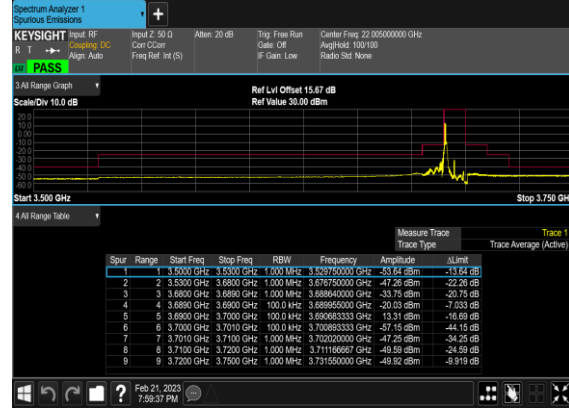 Spectrum Analyzer 1
Spurious Emissions
KEYSIGHT Input: RF Input Z: 50 Ω Atten: 20 dB Trig: Free Run Center Freq: 22.005000000 GHz
R T Coupling: DC Corr CCorr Gate: Off Avg|Hold: 100/100
Align: Auto Freq Ref: Int (S) IF Gain: Low Radio Std: None
PASS
3 All Range Graph
Ref Lvl Offset 15.67 dB
Scale/Div 10.0 dB Ref Value 30.00 dBm
20.0
10.0
0.00
-10.0
-20.0
-30.0
-40.0
-50.0
-60.0
Start 3.500 GHz Stop 3.750 GH
4 All Range Table
Measure Trace Trace 1
Trace Type Trace Average (Active)
Spur Range Start Freq Stop Freq RBW Frequency Amplitude ΔLimit
1 1 3.5000 GHz 3.5300 GHz 1.000 MHz 3.529750000 GHz -53.64 dBm -13.64 dB
2 2 3.5300 GHz 3.6800 GHz 1.000 MHz 3.676750000 GHz -47.26 dBm -22.26 dB
3 3 3.6800 GHz 3.6890 GHz 1.000 MHz 3.688640000 GHz -33.75 dBm -20.75 dB
4 4 3.6890 GHz 3.6900 GHz 100.0 kHz 3.689955000 GHz -20.03 dBm -7.033 dB
5 5 3.6900 GHz 3.7000 GHz 100.0 kHz 3.690683333 GHz 13.31 dBm -16.69 dB
6 6 3.7000 GHz 3.7010 GHz 100.0 kHz 3.700893333 GHz -57.15 dBm -44.15 dB
7 7 3.7010 GHz 3.7100 GHz 1.000 MHz 3.702020000 GHz -47.25 dBm -34.25 dB
8 8 3.7100 GHz 3.7200 GHz 1.000 MHz 3.711166667 GHz -49.59 dBm -24.59 dB
9 9 3.7200 GHz 3.7500 GHz 1.000 MHz 3.731550000 GHz -49.92 dBm -9.919 dB
Feb 21, 2023
7:59:37 PM